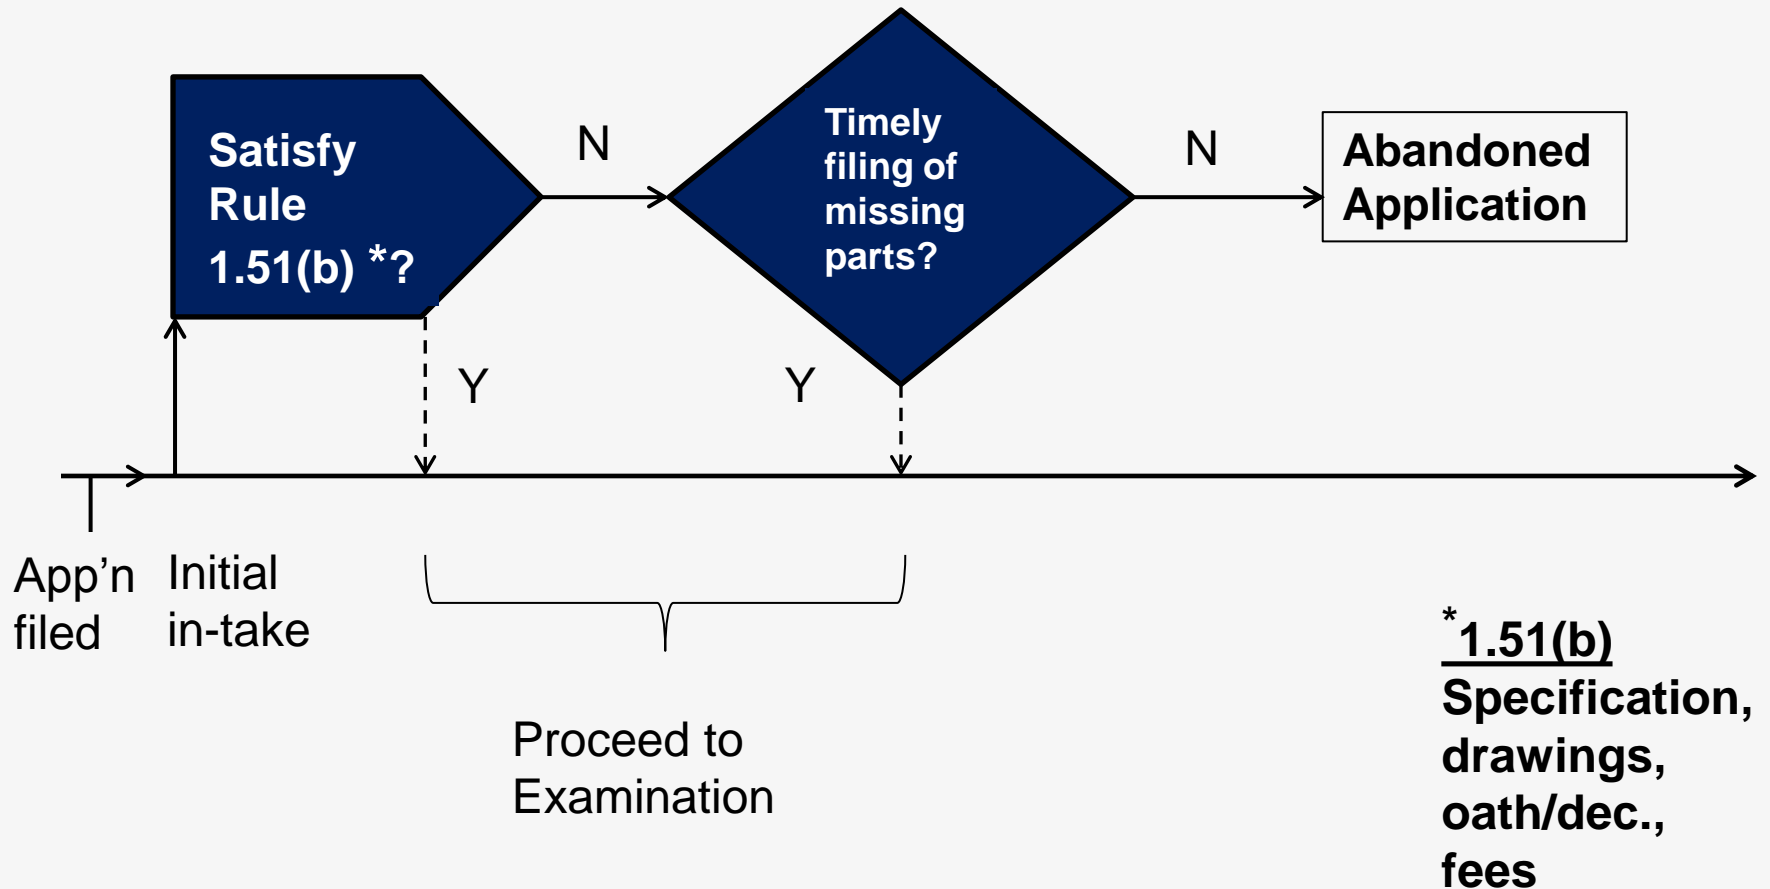 Satisfy
Rule
1.51(b) *?
N
Timely
filing of
missing
parts?
N
Abandoned
Application
Y
Y
App’n
filed
Initial
in-take
Proceed to
Examination
*1.51(b)
Specification,
drawings,
oath/dec.,
fees